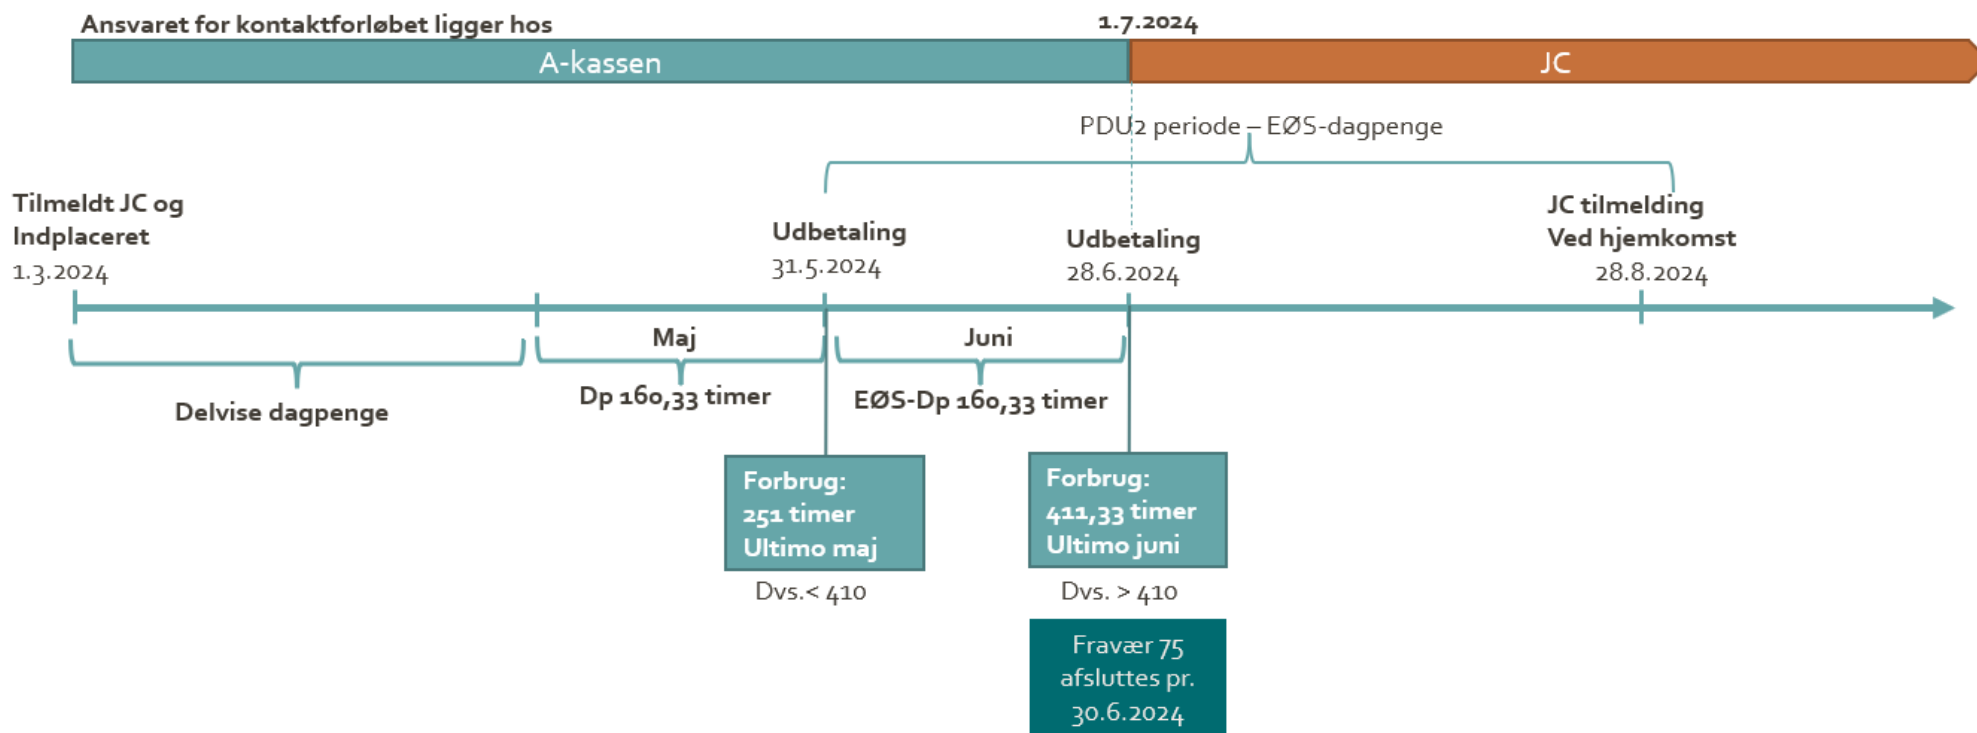 Ansvaret for kontaktforløbet ligger hos
1.7.2024
A-kassen
JC
PDU2 periode – EØS-dagpenge
Tilmeldt JC og
Indplaceret
1.3.2024
Udbetaling
31.5.2024
Udbetaling
28.6.2024
JC tilmelding
Ved hjemkomst
28.8.2024
Maj
Juni
Delvise dagpenge
Dp 160,33 timer
EØS-Dp 160,33 timer
Forbrug:
251 timer
Ultimo maj
Dvs.< 410
Forbrug:
411,33 timer
Ultimo juni
Dvs. > 410
Fravær 75
afsluttes pr.
30.6.2024